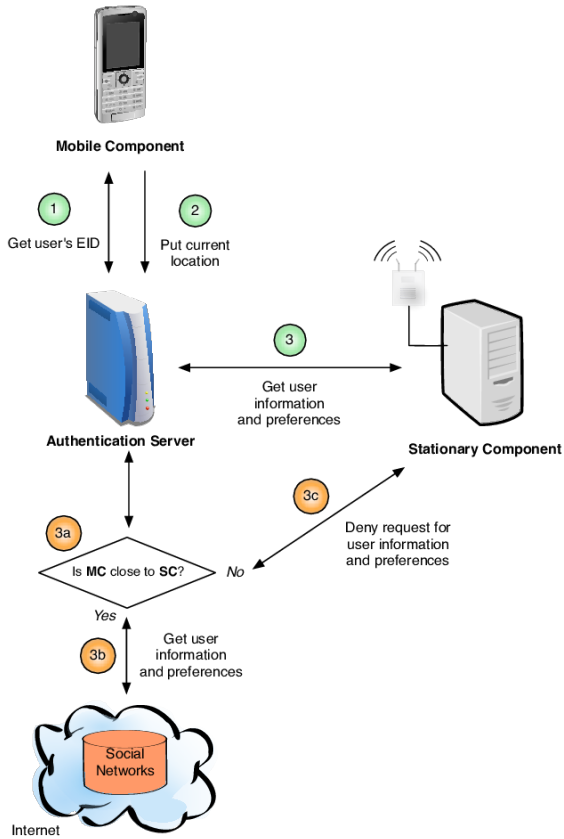 Mobile Component
1
2
Get user's EID
Put current
location
3
Get user
information
and preferences
Authentication Server
Stationary Component
3a
3c
Deny request for
user information
and preferences
Is MC close to SC?
No
Yes
3b
Get user
information
and preferences
Social
Networks
Internet